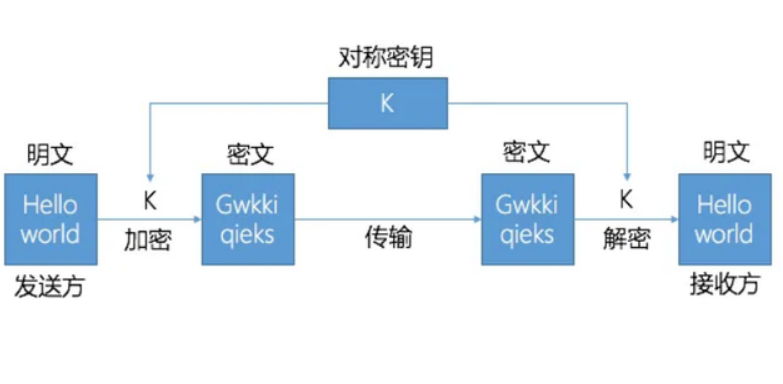 对称密钥
K
明文
密文
密文
明文
Hello
world
K
加密
Gwkki
qieks
传输
Gwkki
qieks
K
解密
Hello
world
发送方
接收方